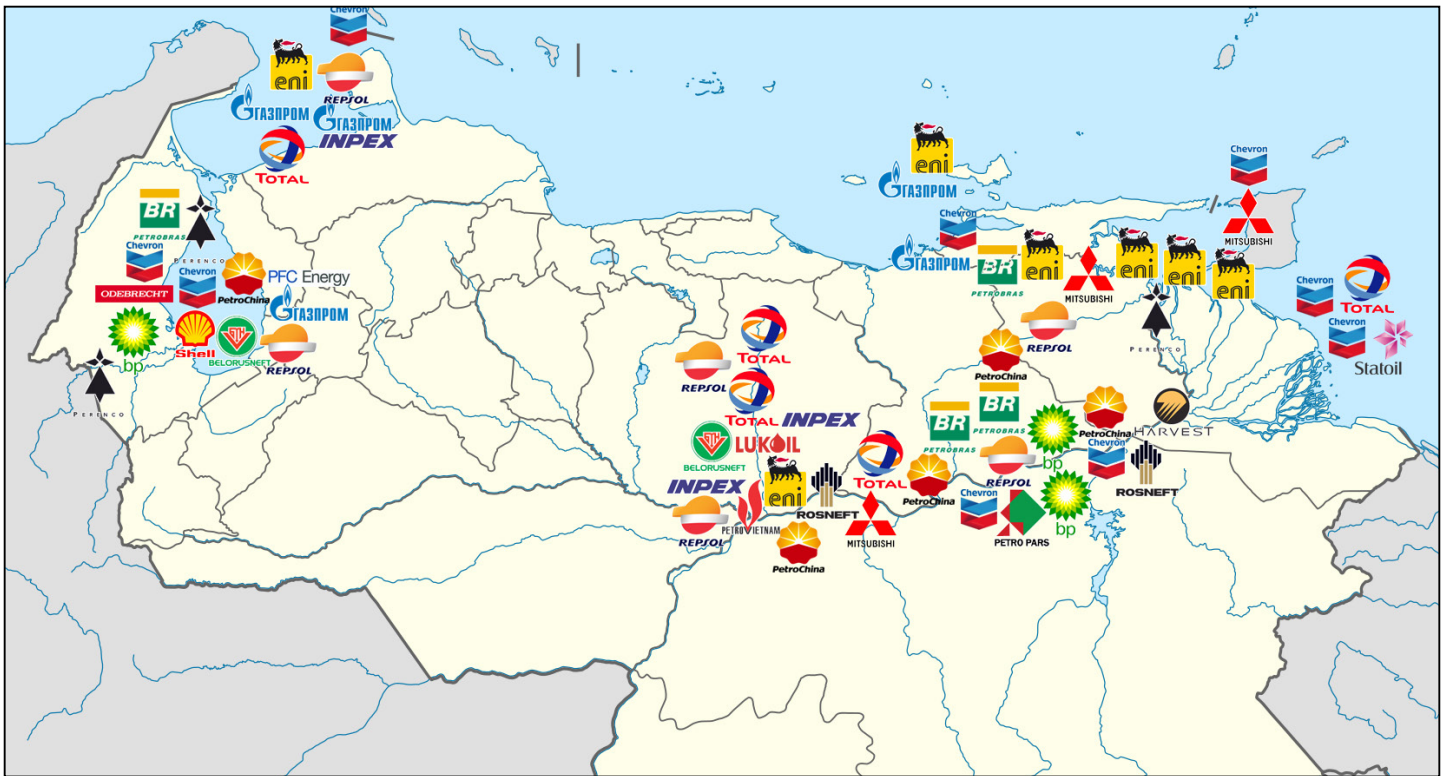 Chevron
eni
REPSOL
ГАЗПРОМ
ГАЗПРОМ
INPEX
TOTAL
eni
ГАЗПРОМ
Chevron
MITSUBISHI
BR
PETROBRAS
PERENCO
Chevron
ODEBRECHT
Chevron
PetroChina
PFC Energy
ГАЗПРОМ
bp
Shell
BELORUSNEFT
REPSOL
PERENCO
Chevron
ГАЗПРОМ
BR
PETROBRAS
eni
MITSUBISHI
eni
eni
eni
PERENCO
REPSOL
PetroChina
Chevron
TOTAL
Chevron
Statoil
TOTAL
REPSOL
TOTAL
INPEX
BELORUSNEFT
LUKOIL
INPEX
REPSOL
PETROVIETNAM
eni
ROSNEFT
PetroChina
TOTAL
MITSUBISHI
PetroChina
BR
PETROBRAS
BR
PETROBRAS
REPSOL
bp
PetroChina
HARVEST
Chevron
ROSNEFT
Chevron
PETRO PARS
bp